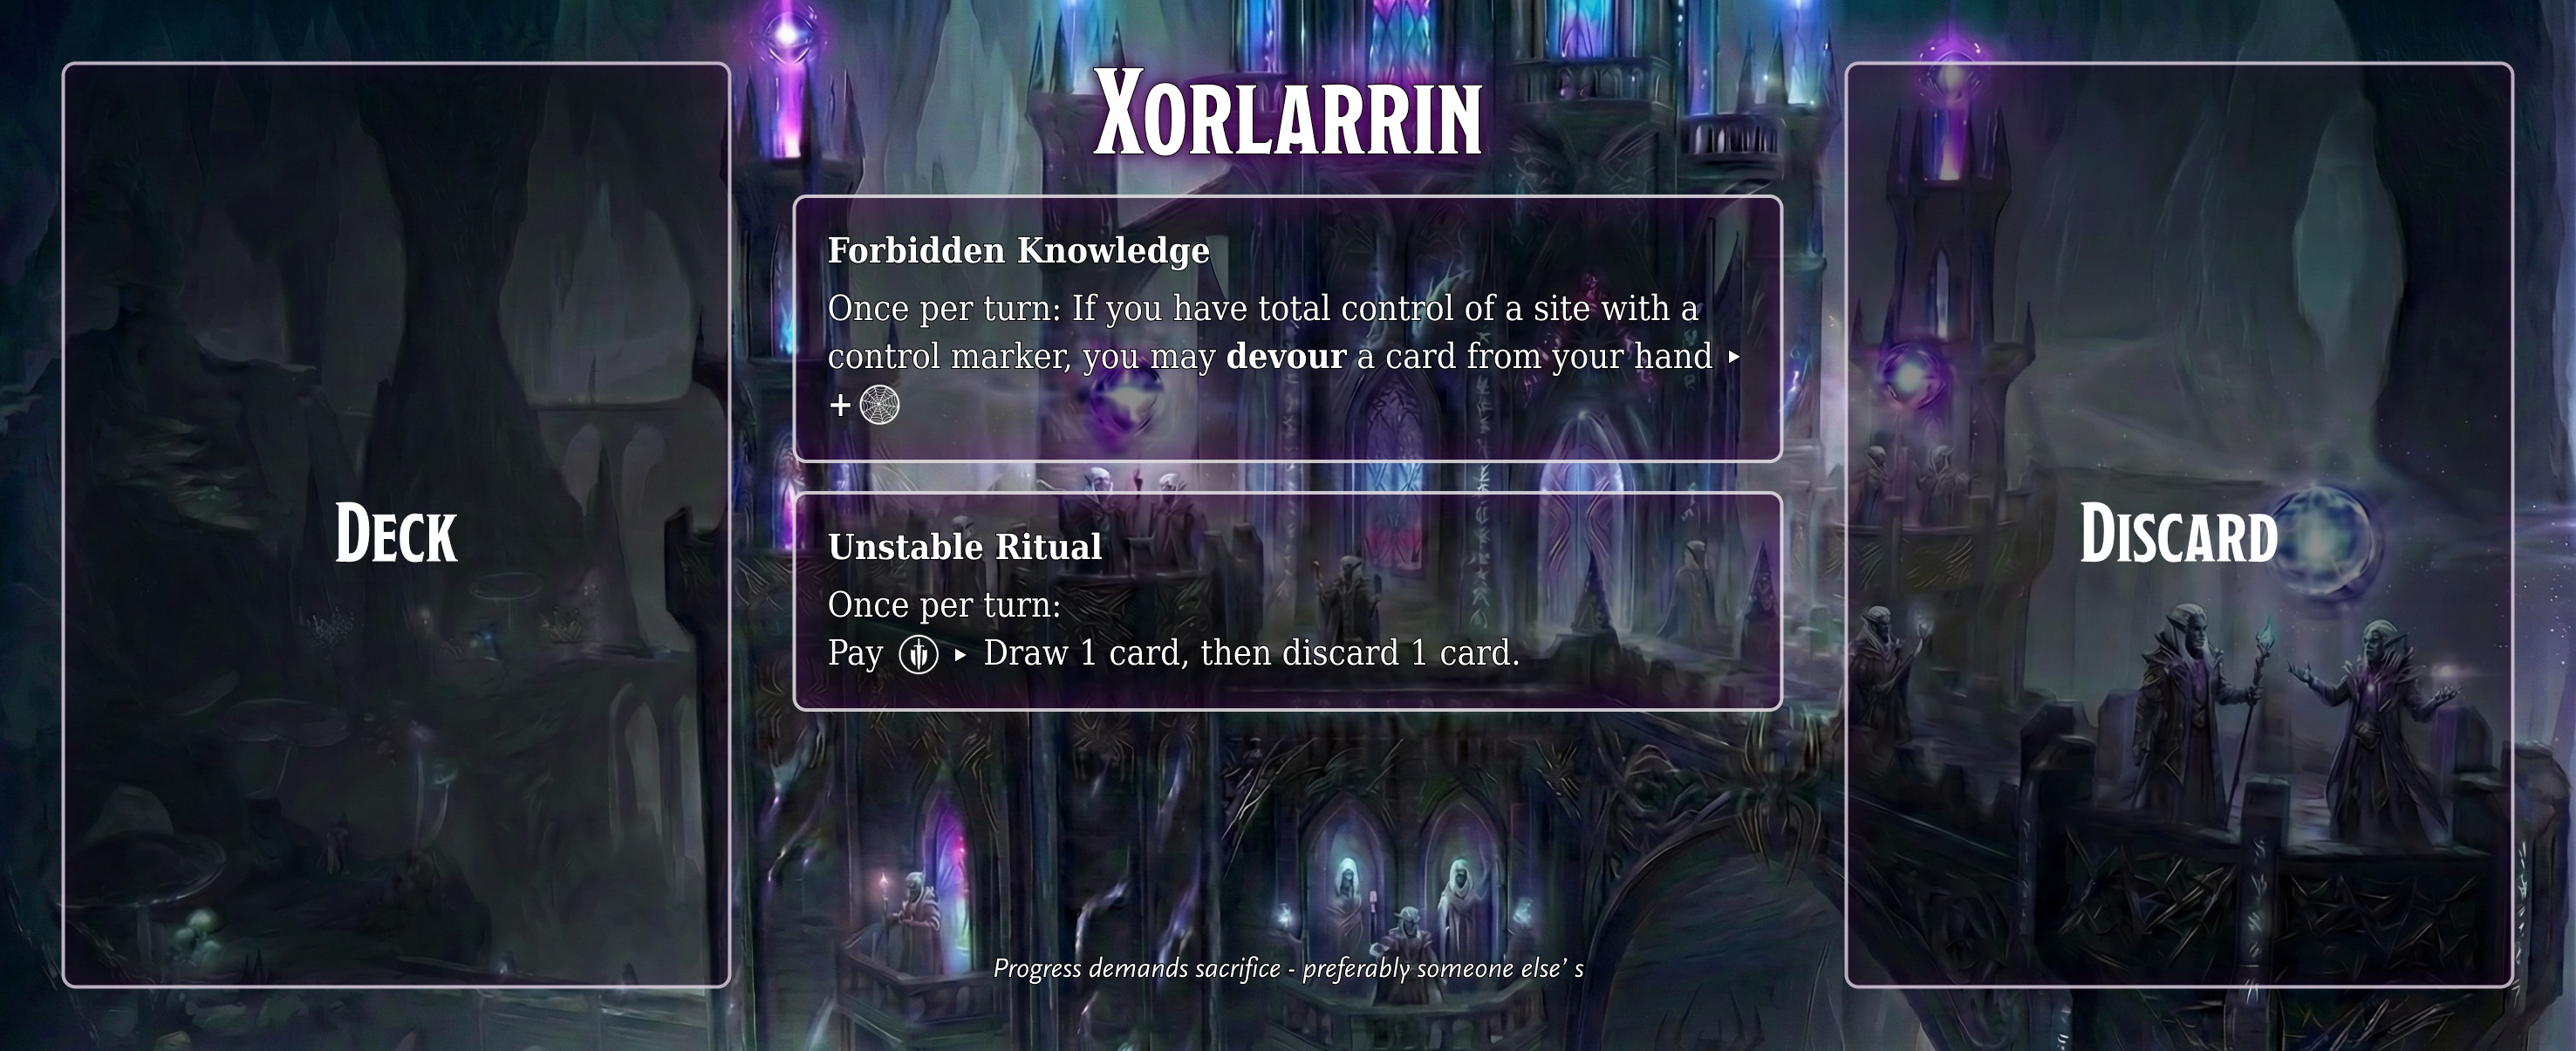 Xorlarrin
Deck
Forbidden Knowledge
Once per turn: If you have total control of a site with a
control marker, you may devour a card from your hand ▸
+
Unstable Ritual
Once per turn:
Pay ▸ Draw 1 card, then discard 1 card.
Discard
Progress demands sacrifice - preferably someone else’ s